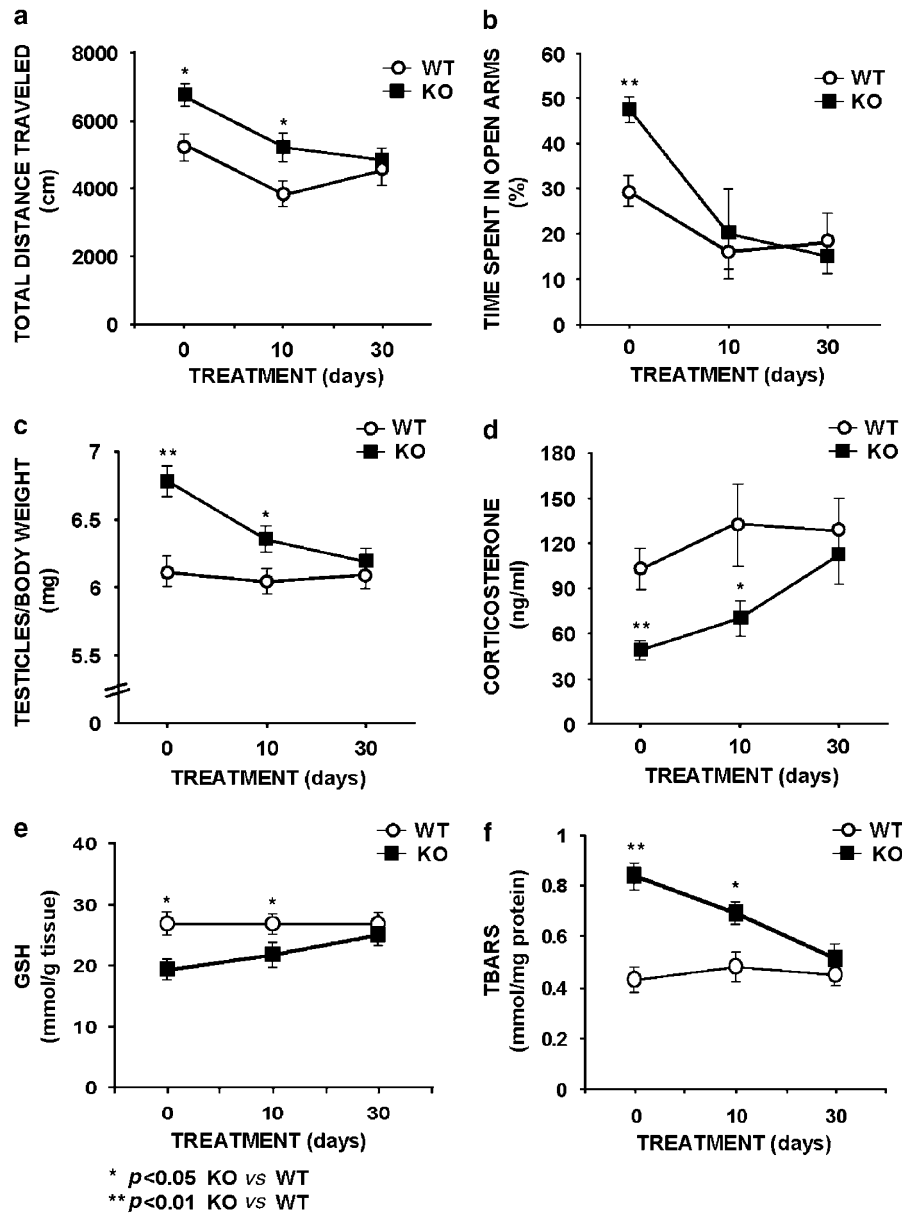 a
TOTAL DISTANCE TRAVELED
(cm)
8000
6000
4000
2000
0
* *
WT
KO
0 10 30
TREATMENT (days)
b
TIME SPENT IN OPEN ARMS
(%)
60
50
40
30
20
10
0
**
WT
KO
0 10 30
TREATMENT (days)
c
TESTICLES/BODY WEIGHT
(mg)
7
6.5
6
5.5
0
** *
WT
KO
0 10 30
TREATMENT (days)
d
CORTICOSTERONE
(ng/ml)
180
150
120
90
60
30
0
** *
WT
KO
0 10 30
TREATMENT (days)
e
GSH
(mmol/g tissue)
40
30
20
10
0
* *
WT
KO
0 10 30
TREATMENT (days)
f
TBARS
(mmol/mg protein)
1
0.8
0.6
0.4
0.2
0
** *
WT
KO
0 10 30
TREATMENT (days)
* p<0.05 KO vs WT
** p<0.01 KO vs WT